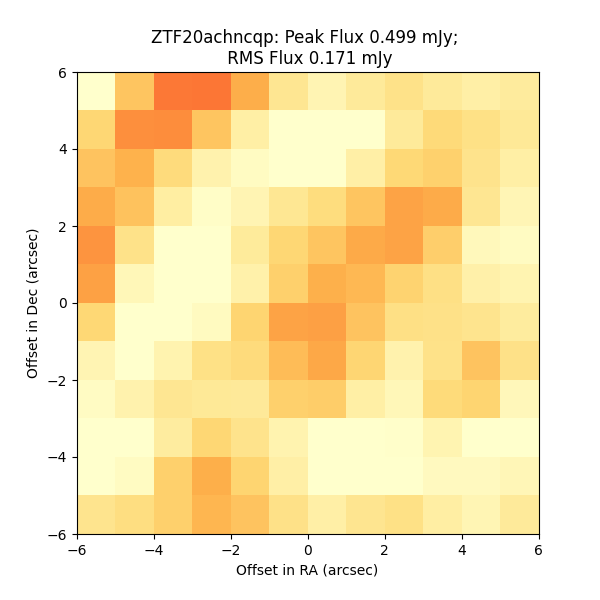 ZTF20achncqp: Peak Flux 0.499 mJy;
RMS Flux 0.171 mJy
6
4
2
0
−2
−4
−6
Offset in Dec (arcsec)
−6 −4 −2 0 2 4 6
Offset in RA (arcsec)